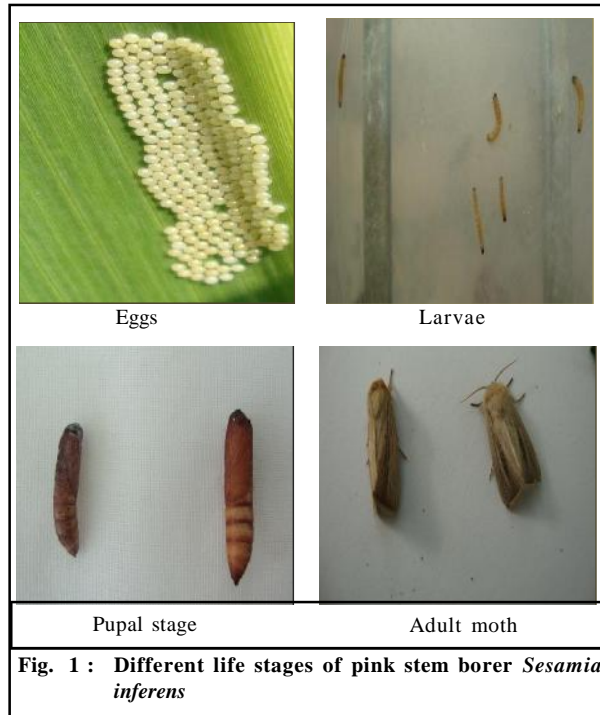 Eggs
Larvae
Pupal stage
Adult moth
Fig. 1 : Different life stages of pink stem borer Sesamia
inferens